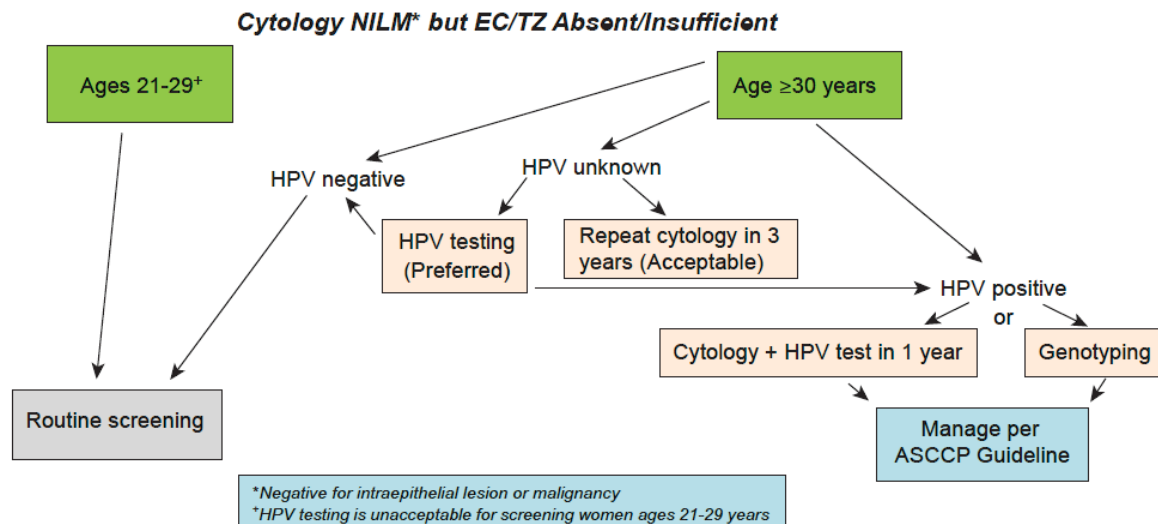 Cytology NILM* but EC/TZ Absent/Insufficient
Ages 21-29+
Age ≥30 years
HPV negative
HPV unknown
HPV testing
(Preferred)
Repeat cytology in 3
years (Acceptable)
HPV positive
or
Cytology + HPV test in 1 year
Genotyping
Routine screening
Manage per
ASCCP Guideline
*Negative for intraepithelial lesion or malignancy
+HPV testing is unacceptable for screening women ages 21-29 years